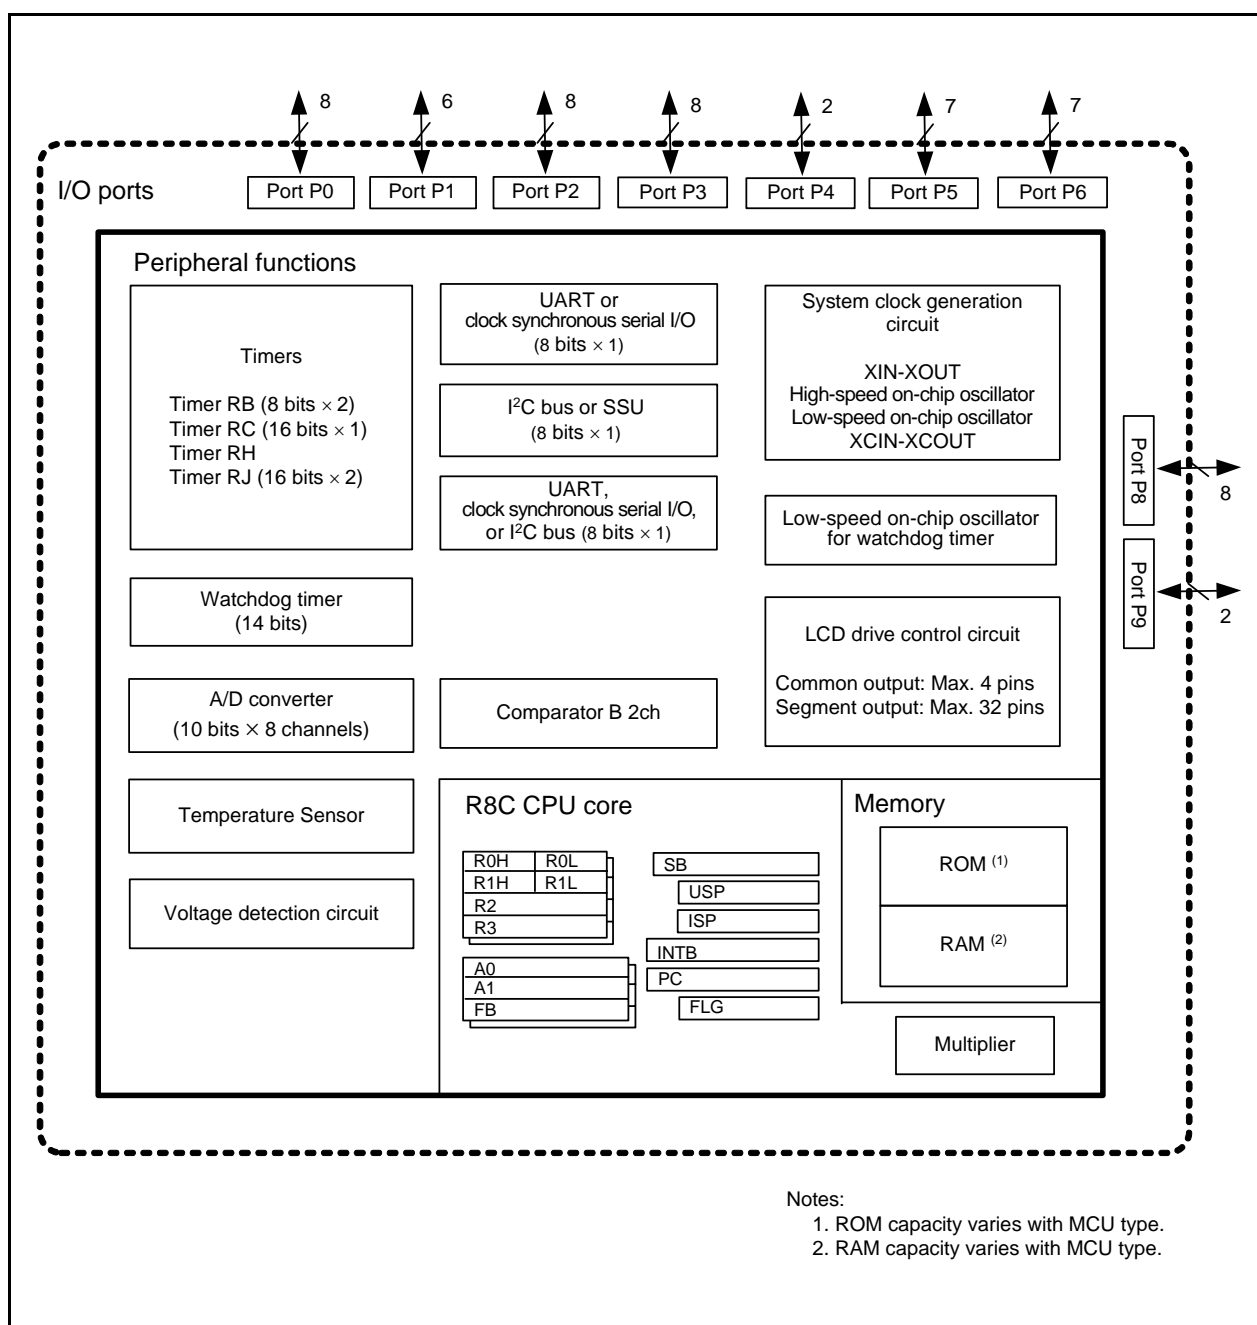 8 6 8 8 2 7 7
I/O ports
Port P0 Port P1 Port P2 Port P3 Port P4 Port P5 Port P6
Peripheral functions
Timers
Timer RB (8 bits × 2)
Timer RC (16 bits × 1)
Timer RH
Timer RJ (16 bits × 2)
Watchdog timer
(14 bits)
A/D converter
(10 bits × 8 channels)
Temperature Sensor
Voltage detection circuit
UART or
clock synchronous serial I/O
(8 bits × 1)
I²C bus or SSU
(8 bits × 1)
UART,
clock synchronous serial I/O,
or I²C bus (8 bits × 1)
Comparator B 2ch
System clock generation
circuit
XIN-XOUT
High-speed on-chip oscillator
Low-speed on-chip oscillator
XCIN-XCOUT
Low-speed on-chip oscillator
for watchdog timer
LCD drive control circuit
Common output: Max. 4 pins
Segment output: Max. 32 pins
Port P8
8
Port P9
2
R8C CPU core
R0H R0L
R1H R1L
R2
R3
A0
A1
FB
SB
USP
ISP
INTB
PC
FLG
Memory
ROM (1)
RAM (2)
Multiplier
Notes:
1. ROM capacity varies with MCU type.
2. RAM capacity varies with MCU type.